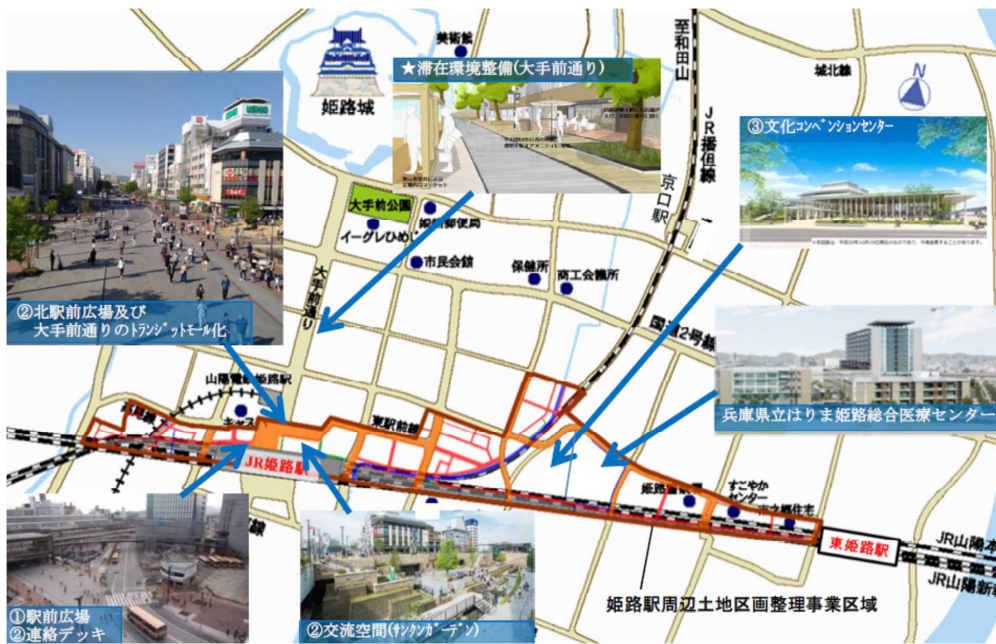 美術館
至和田山
城北線
N
★滞在環境整備(大手前通り)
姫路城
JR播但線
③文化コンベンションセンター
京口駅
大手前公園
姫路郵便局
イーグレひめじ
市民会館
保健所
商工会議所
大手前通り
国道2号線
②北駅前広場及び
大手前通りのトランジットモール化
山陽電鉄姫路駅
兵庫県立はりま姫路総合医療センター
東駅前線
JR姫路駅
すこやか
センター
市之郷住宅
東姫路駅
JR山陽本
JR山陽新幹
①駅前広場
②連絡デッキ
②交流空間(サンクンガーデン)
姫路駅周辺土地区画整理事業区域